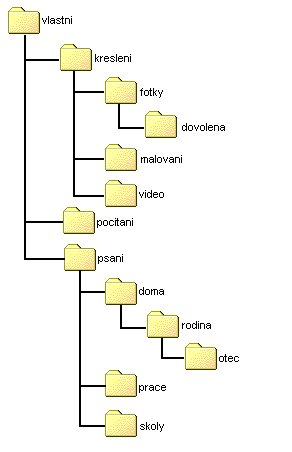 vlastni
kresleni
fotky
dovolena
malovani
video
pocitani
psani
doma
rodina
otec
prace
skoly